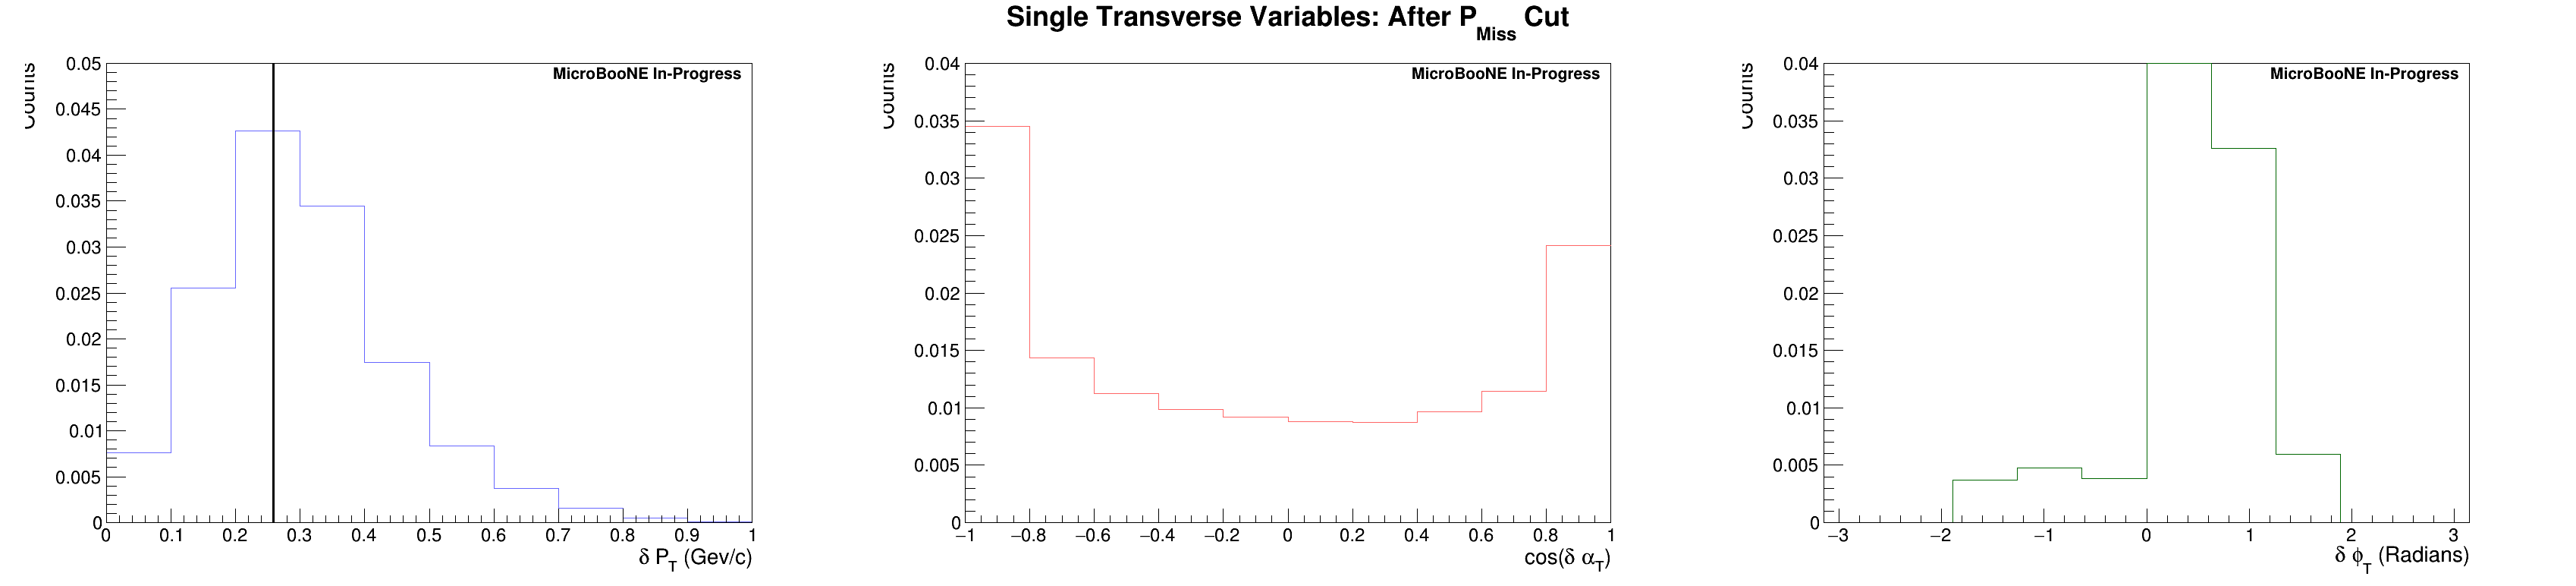 Single Transverse Variables: After P_Miss Cut
Counts
MicroBooNE In-Progress
0.05
0.045
0.04
0.035
0.03
0.025
0.02
0.015
0.01
0.005
0
0 0.1 0.2 0.3 0.4 0.5 0.6 0.7 0.8 0.9 1
δ P_T (Gev/c)
Counts
MicroBooNE In-Progress
0.04
0.035
0.03
0.025
0.02
0.015
0.01
0.005
0
−1 −0.8 −0.6 −0.4 −0.2 0 0.2 0.4 0.6 0.8 1
cos(δ α_T)
Counts
MicroBooNE In-Progress
0.04
0.035
0.03
0.025
0.02
0.015
0.01
0.005
0
−3 −2 −1 0 1 2 3
δ ϕ_T (Radians)